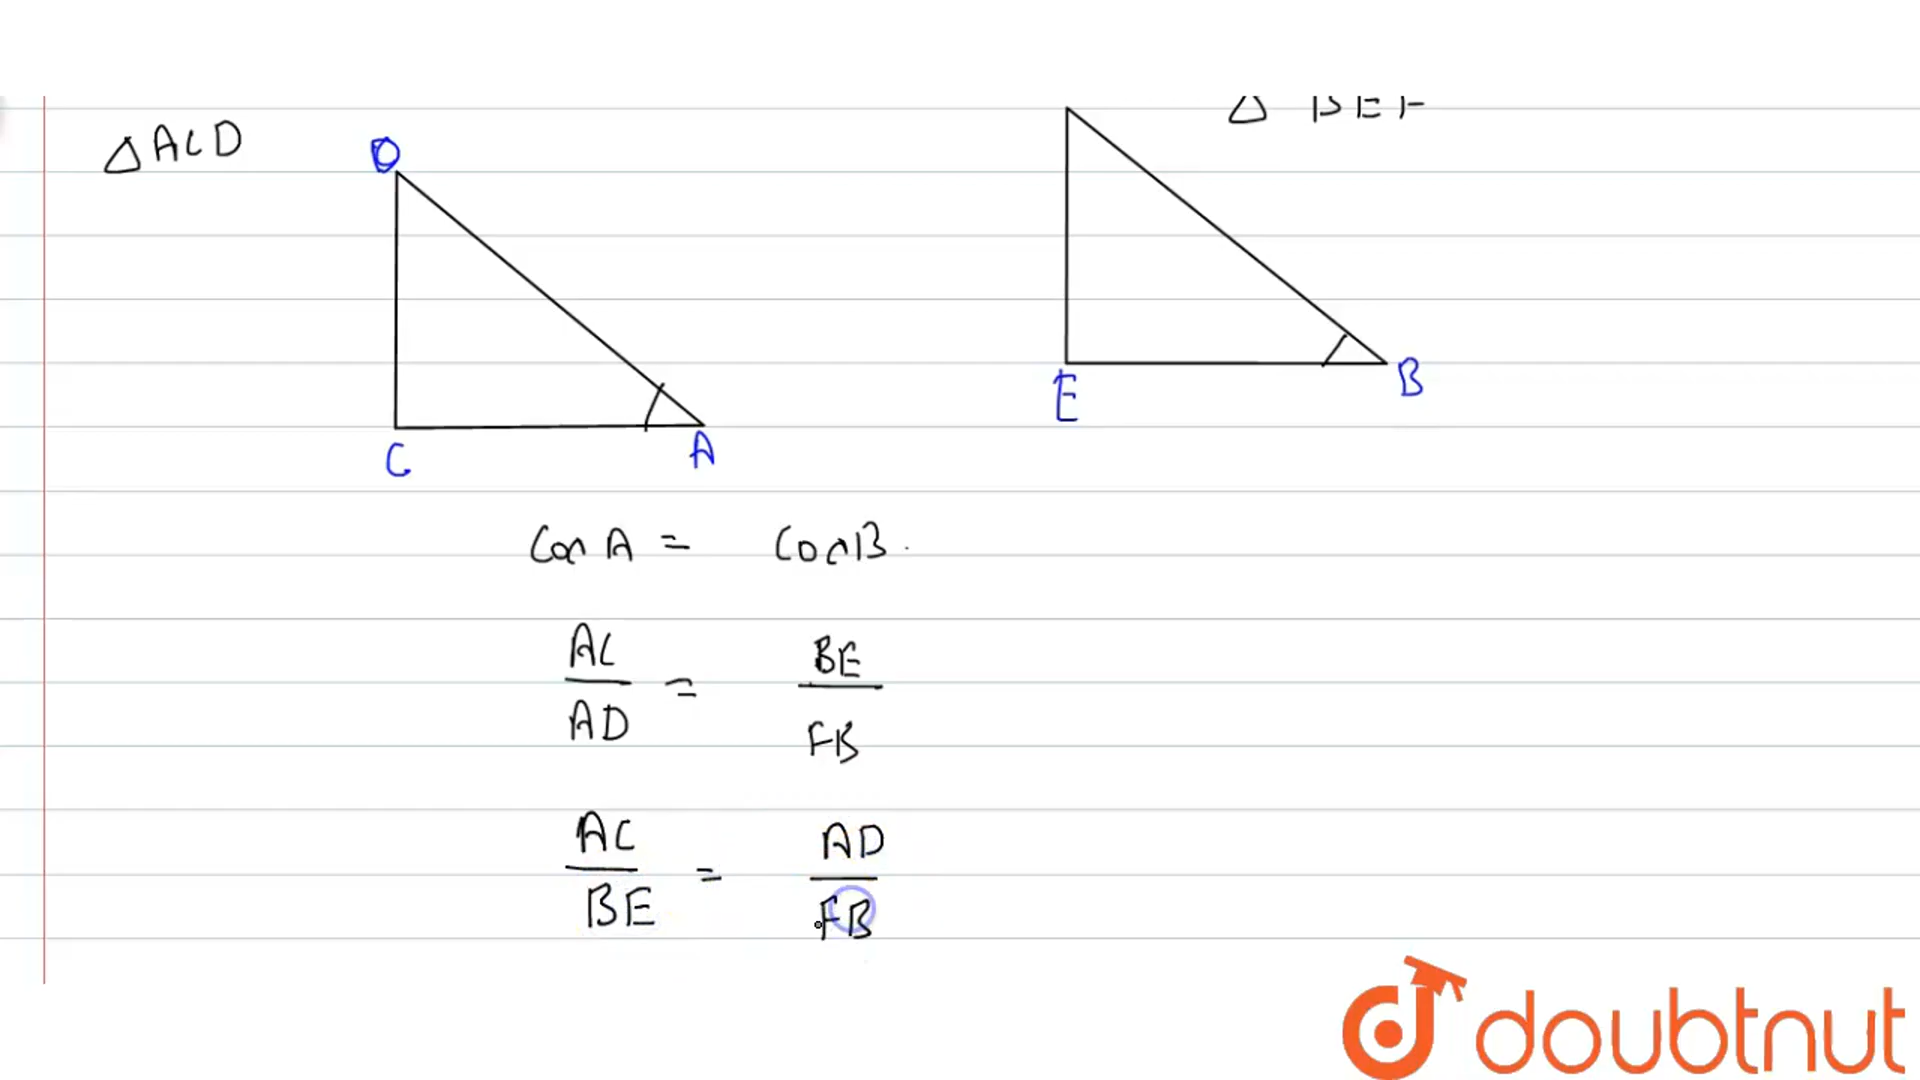 △ BEF
△ ACD
D
E
B
C
A
Cos A = Cos B.
AC/AD = BE/FB
AC/BE = AD/FB
doubtnut